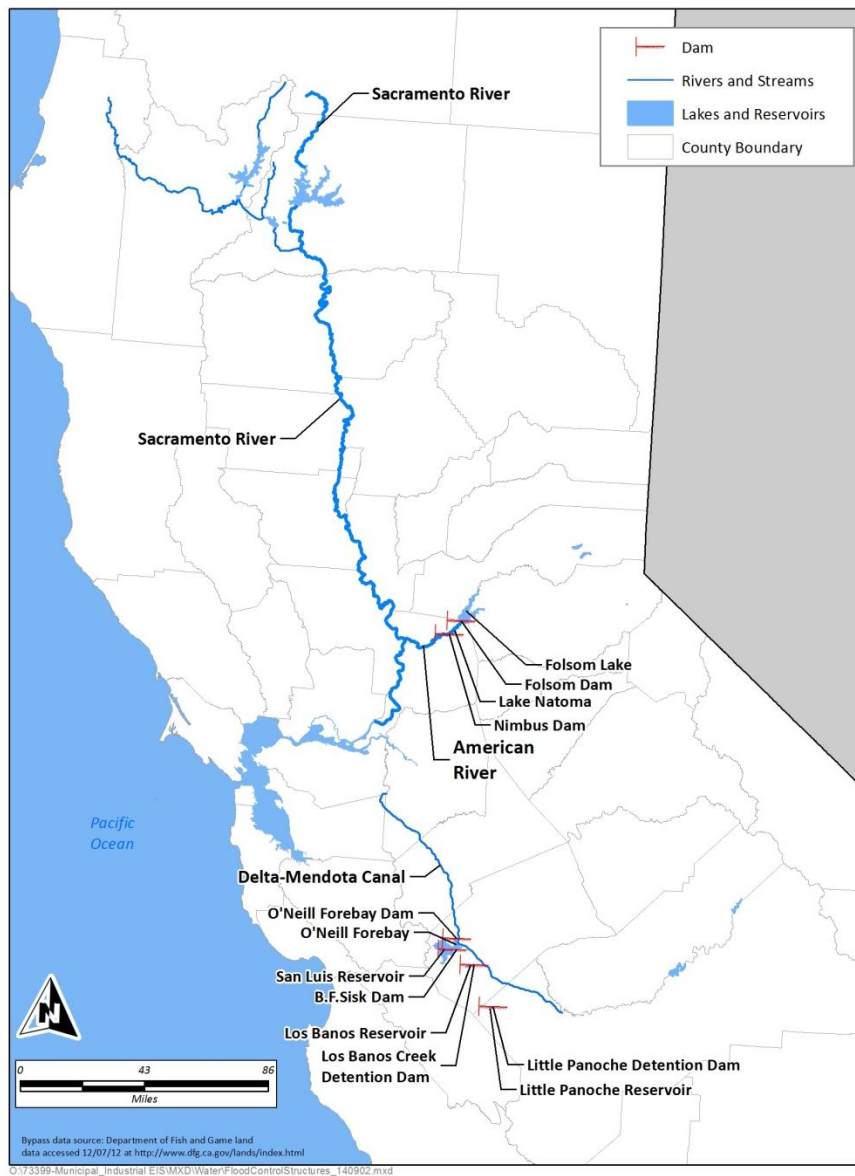 Dam
Rivers and Streams
Lakes and Reservoirs
County Boundary
Sacramento River
Sacramento River
Folsom Lake
Folsom Dam
Lake Natoma
Nimbus Dam
American
River
Pacific
Ocean
Delta-Mendota Canal
O'Neill Forebay Dam
O'Neill Forebay
San Luis Reservoir
B.F.Sisk Dam
Los Banos Reservoir
Los Banos Creek
Detention Dam
Little Panoche Detention Dam
Little Panoche Reservoir
N
0 43 86
Miles
Bypass data source: Department of Fish and Game land
data accessed 12/07/12 at http://www.dfg.ca.gov/lands/index.html
O:\73399-Municipal_Industrial EIS\MXD\Water\FloodControlStructures_140902.mxd